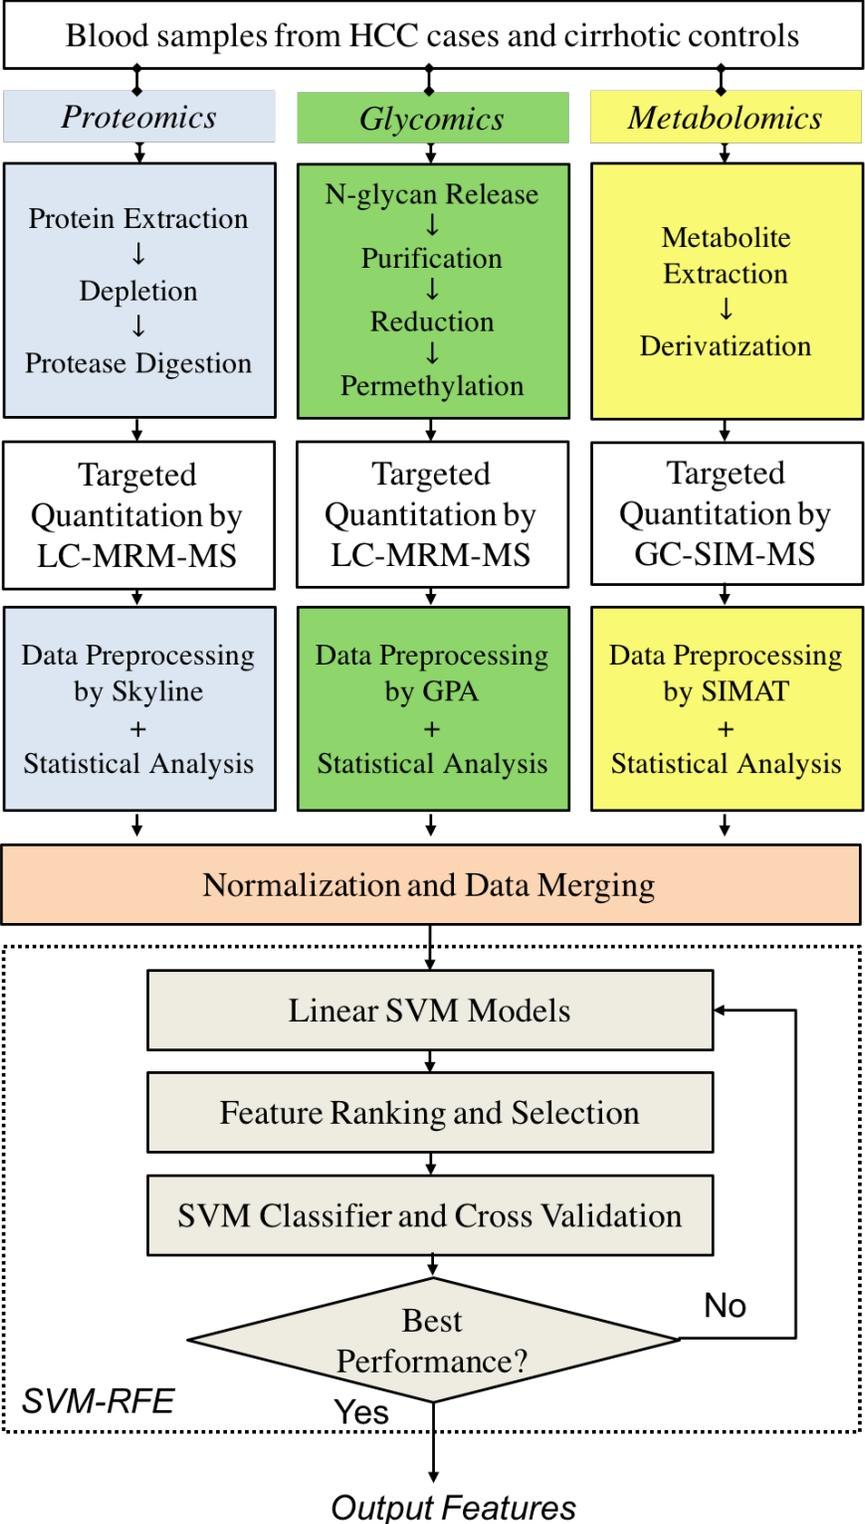 Blood samples from HCC cases and cirrhotic controls
Proteomics
Glycomics
Metabolomics
Protein Extraction
↓
Depletion
↓
Protease Digestion
N-glycan Release
↓
Purification
↓
Reduction
↓
Permethylation
Metabolite
Extraction
↓
Derivatization
Targeted
Quantitation by
LC-MRM-MS
Targeted
Quantitation by
LC-MRM-MS
Targeted
Quantitation by
GC-SIM-MS
Data Preprocessing
by Skyline
+
Statistical Analysis
Data Preprocessing
by GPA
+
Statistical Analysis
Data Preprocessing
by SIMAT
+
Statistical Analysis
Normalization and Data Merging
Linear SVM Models
Feature Ranking and Selection
SVM Classifier and Cross Validation
Best
Performance?
No
SVM-RFE
Yes
Output Features